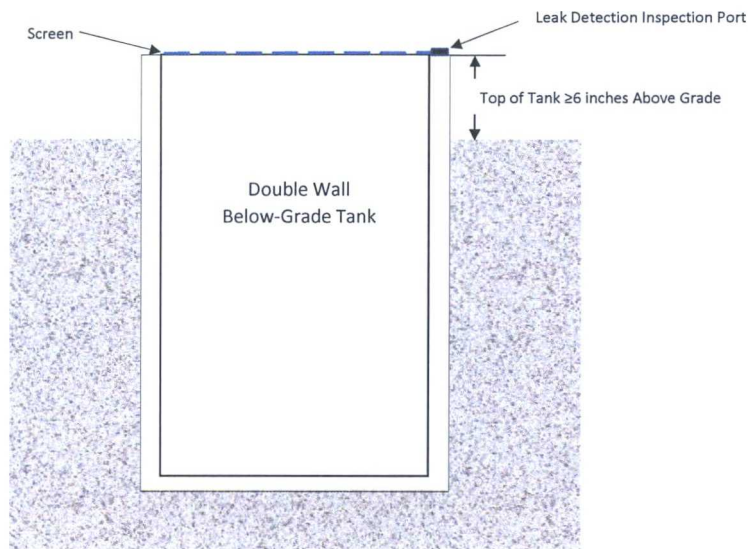 Leak Detection Inspection Port
Screen
Top of Tank ≥6 inches Above Grade
Double Wall
Below-Grade Tank